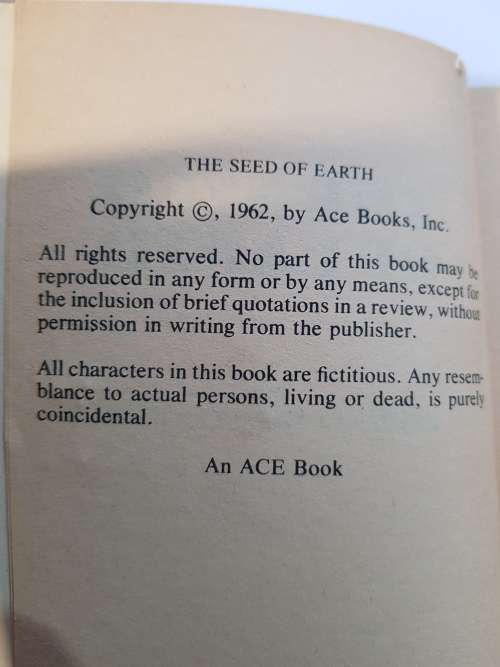 THE SEED OF EARTH
Copyright ©, 1962, by Ace Books, Inc.
All rights reserved. No part of this book may be
reproduced in any form or by any means, except for
the inclusion of brief quotations in a review, without
permission in writing from the publisher.
All characters in this book are fictitious. Any resem-
blance to actual persons, living or dead, is purely
coincidental.
An ACE Book